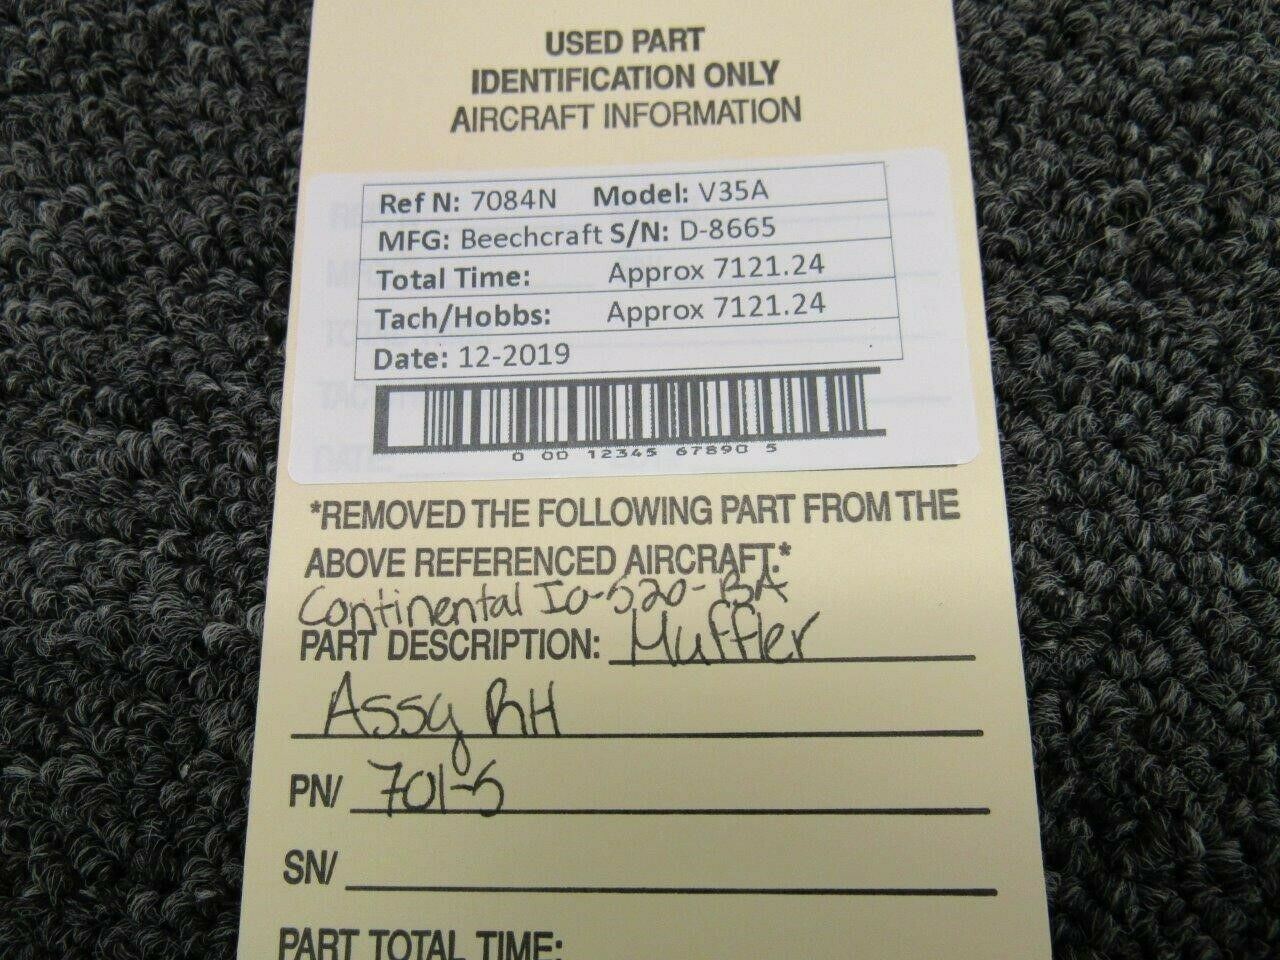 USED PART
IDENTIFICATION ONLY
AIRCRAFT INFORMATION
Ref N: 7084N Model: V35A
MFG: Beechcraft S/N: D-8665
Total Time: Approx 7121.24
Tach/Hobbs: Approx 7121.24
Date: 12-2019
0 00 12345 67890 5
*REMOVED THE FOLLOWING PART FROM THE
ABOVE REFERENCED AIRCRAFT.*
Continental IO-520-BA
PART DESCRIPTION: Muffler
Assy RH
PN/ 701-5
SN/
PART TOTAL TIME: